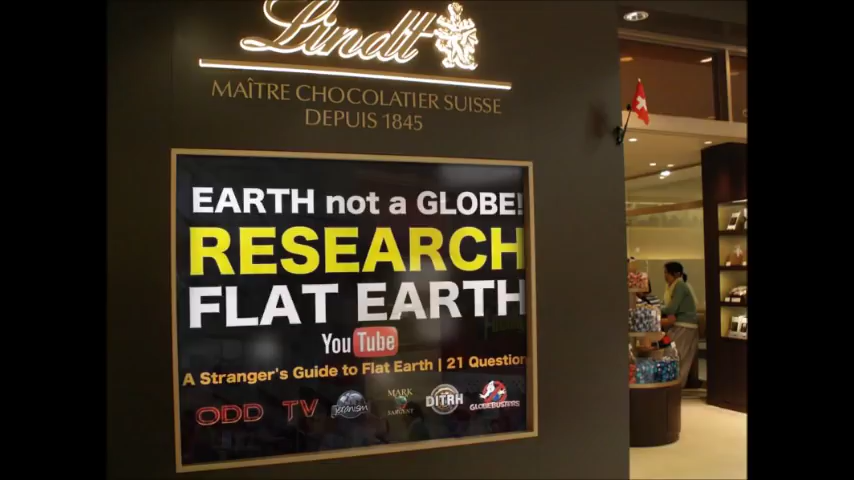 Lindt
MAÎTRE CHOCOLATIER SUISSE
DEPUIS 1845
EARTH not a GLOBE!
RESEARCH
FLAT EARTH
YouTube
A Stranger's Guide to Flat Earth | 21 Question
ODD TV
MARK
SARGENT
DITRH
GLOBEBUSTERS